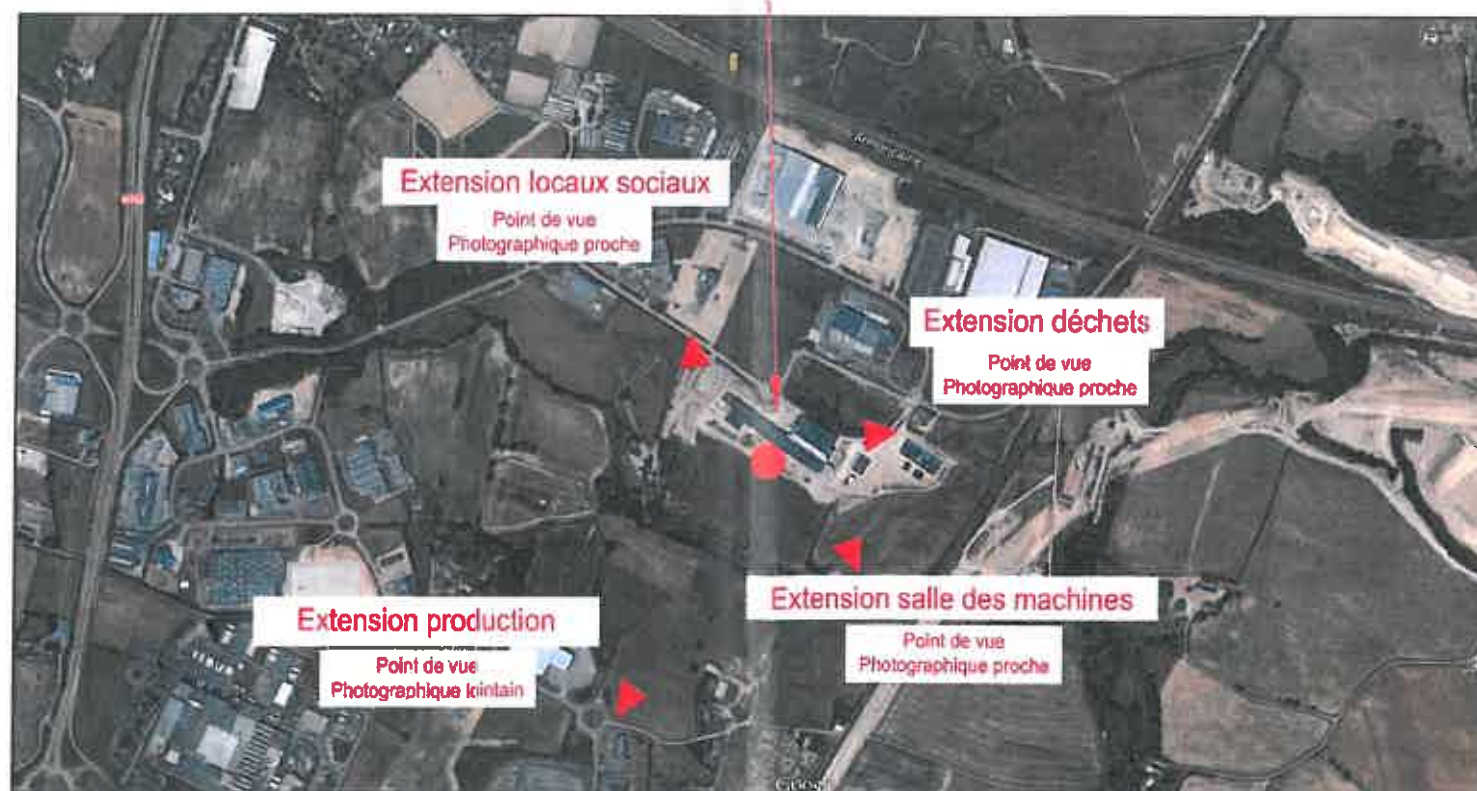 Extension locaux sociaux
Point de vue
Photographique proche
Extension déchets
Point de vue
Photographique proche
Extension salle des machines
Point de vue
Photographique proche
Extension production
Point de vue
Photographique lointain
Google